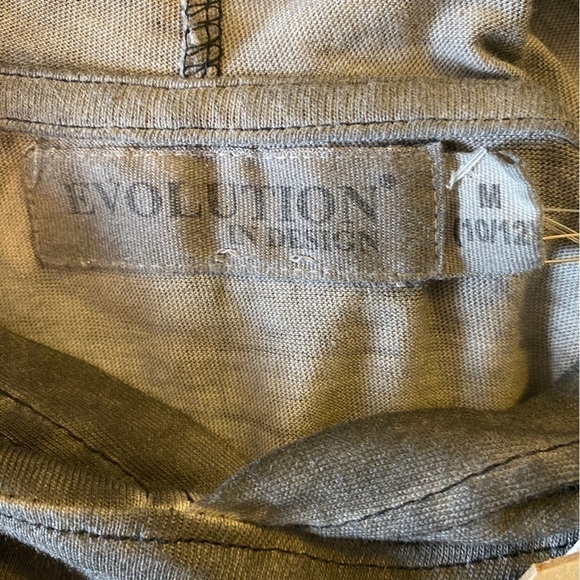 EVOLUTION®
IN DESIGN
M
(10/12)